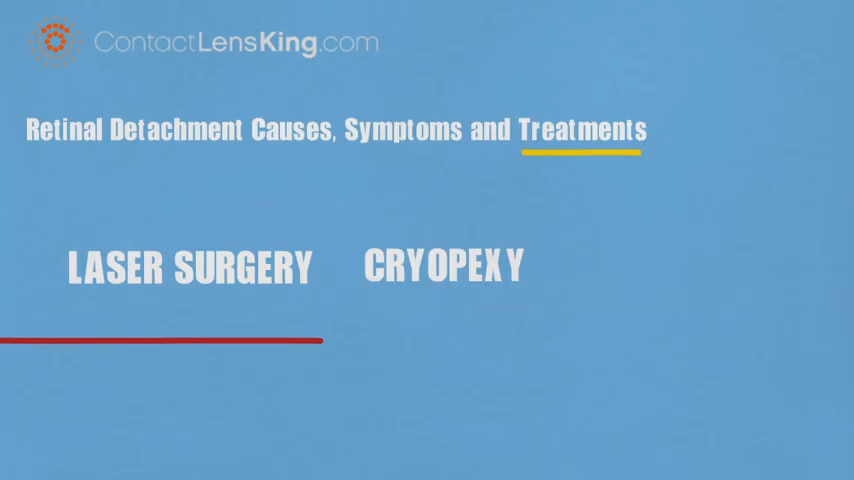 ContactLensKing.com
Retinal Detachment Causes, Symptoms and Treatments
LASER SURGERY CRYOPEXY